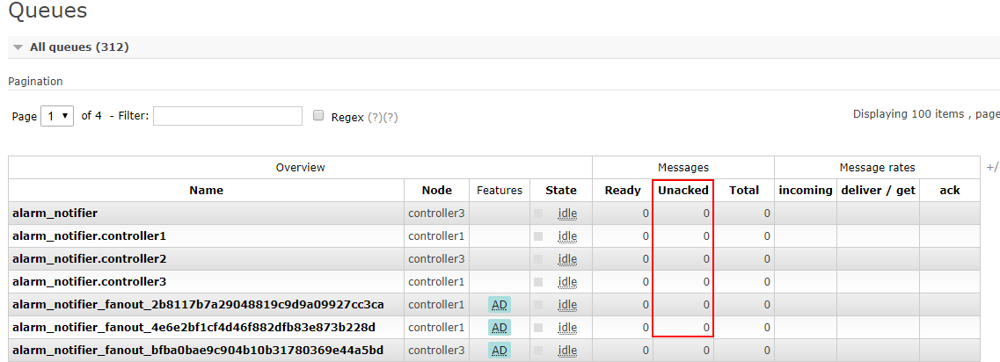 Queues
All queues (312)
Pagination
Page 1 of 4 - Filter: Regex (?)(?) Displaying 100 items , page
Overview Messages Message rates +/
Name Node Features State Ready Unacked Total incoming deliver / get ack
alarm_notifier controller3 idle 0 0 0
alarm_notifier.controller1 controller1 idle 0 0 0
alarm_notifier.controller2 controller3 idle 0 0 0
alarm_notifier.controller3 controller1 idle 0 0 0
alarm_notifier_fanout_2b8117b7a29048819c9d9a09927cc3ca controller1 AD idle 0 0 0
alarm_notifier_fanout_4e6e2bf1cf4d46f882dfb83e873b228d controller1 AD idle 0 0 0
alarm_notifier_fanout_bfba0bae9c904b10b31780369e44a5bd controller3 AD idle 0 0 0